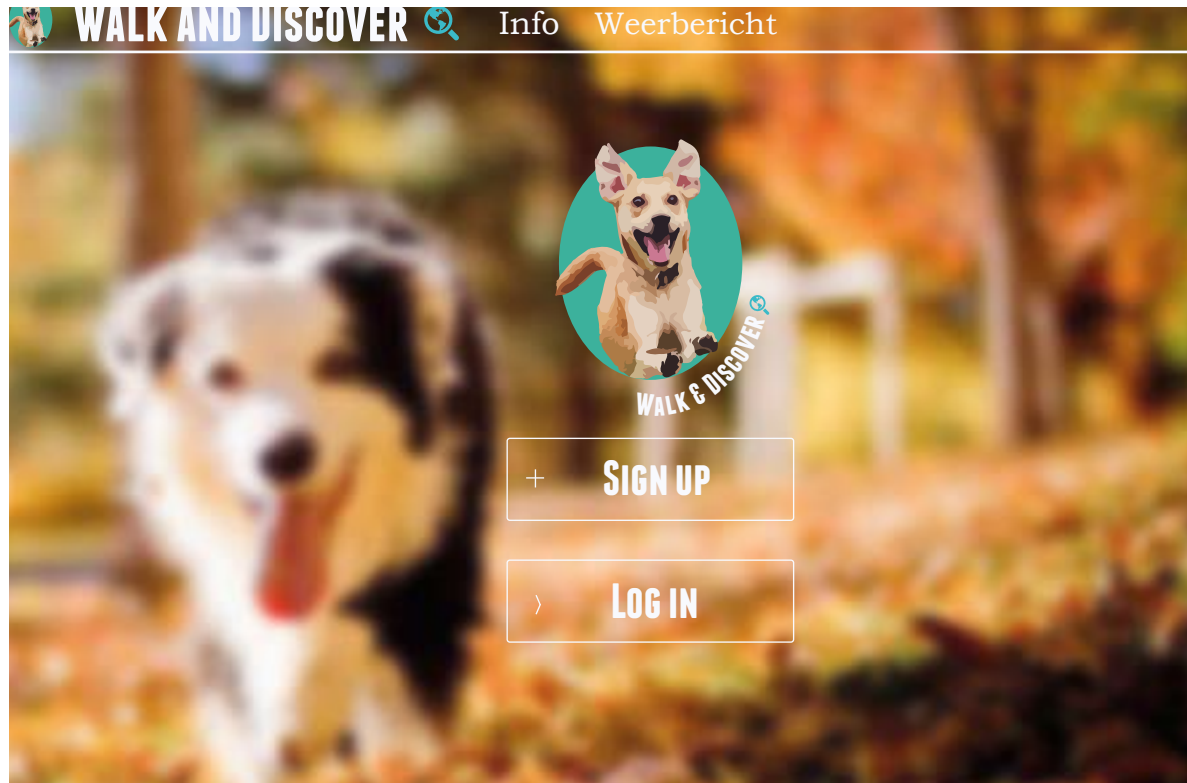 WALK AND DISCOVER Info Weerbericht
WALK & DISCOVER
+ SIGN UP
〉 LOG IN